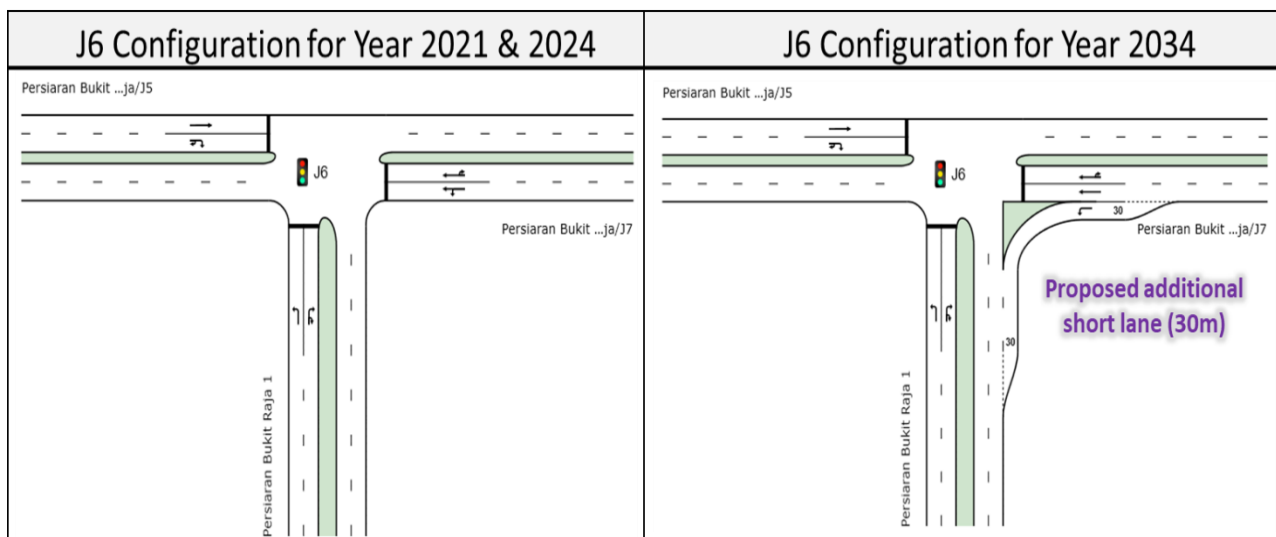 J6 Configuration for Year 2021 & 2024
Persiaran Bukit ...ja/J5
J6
Persiaran Bukit ...ja/J7
Persiaran Bukit Raja 1
J6 Configuration for Year 2034
Persiaran Bukit ...ja/J5
J6
30
Persiaran Bukit ...ja/J7
Proposed additional
short lane (30m)
30
Persiaran Bukit Raja 1